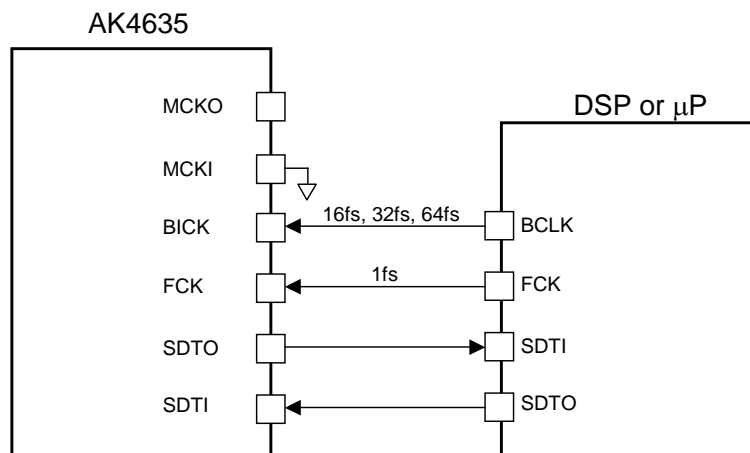 AK4635
DSP or μP
MCKO
MCKI
BICK
16fs, 32fs, 64fs
BCLK
FCK
1fs
FCK
SDTO
SDTI
SDTI
SDTO